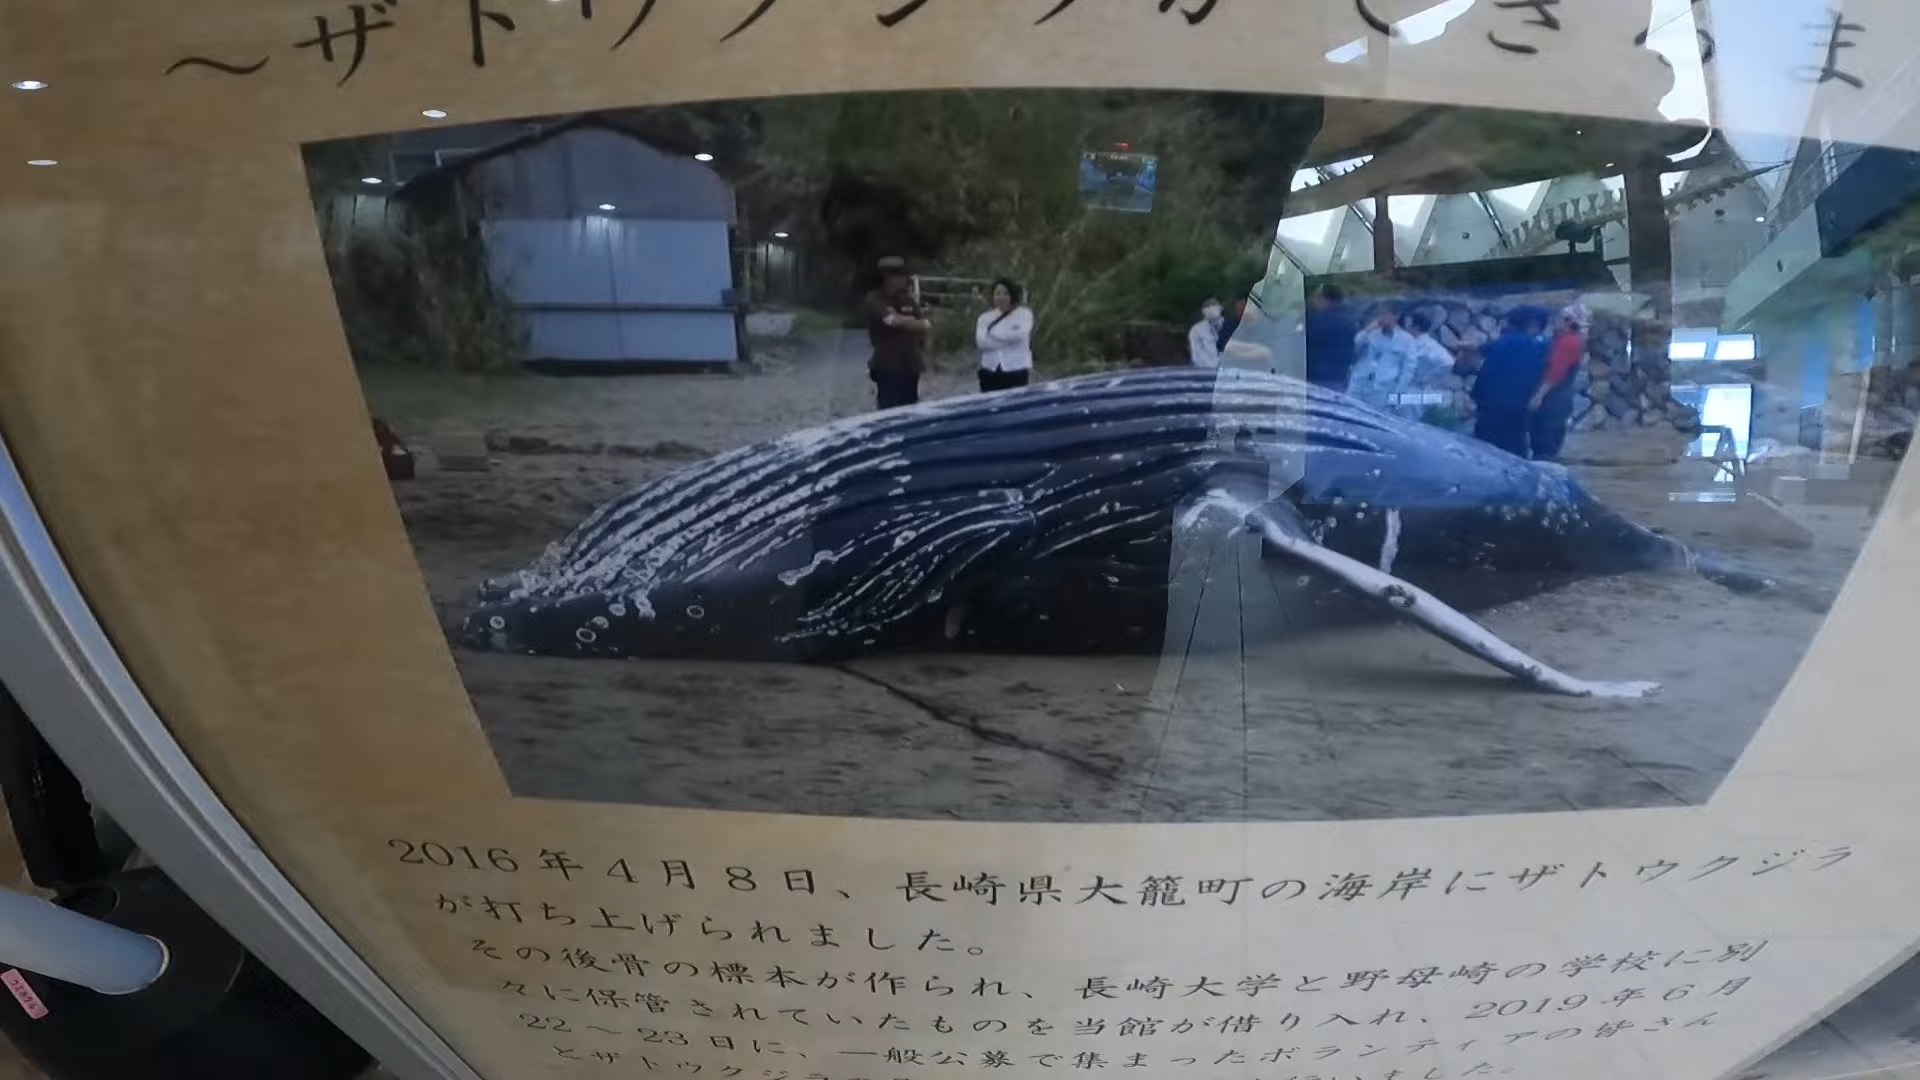 ～ザトウクジラができるま
2016年4月8日、長崎県大籠町の海岸にザトウクジラ
が打ち上げられました。
その後骨の標本が作られ、長崎大学と野母崎の学校に別
々に保管されていたものを当館が借り入れ、2019年6月
22～23日に、一般公募で集まったボランティアの皆さん
とザトウクジラ
いました。